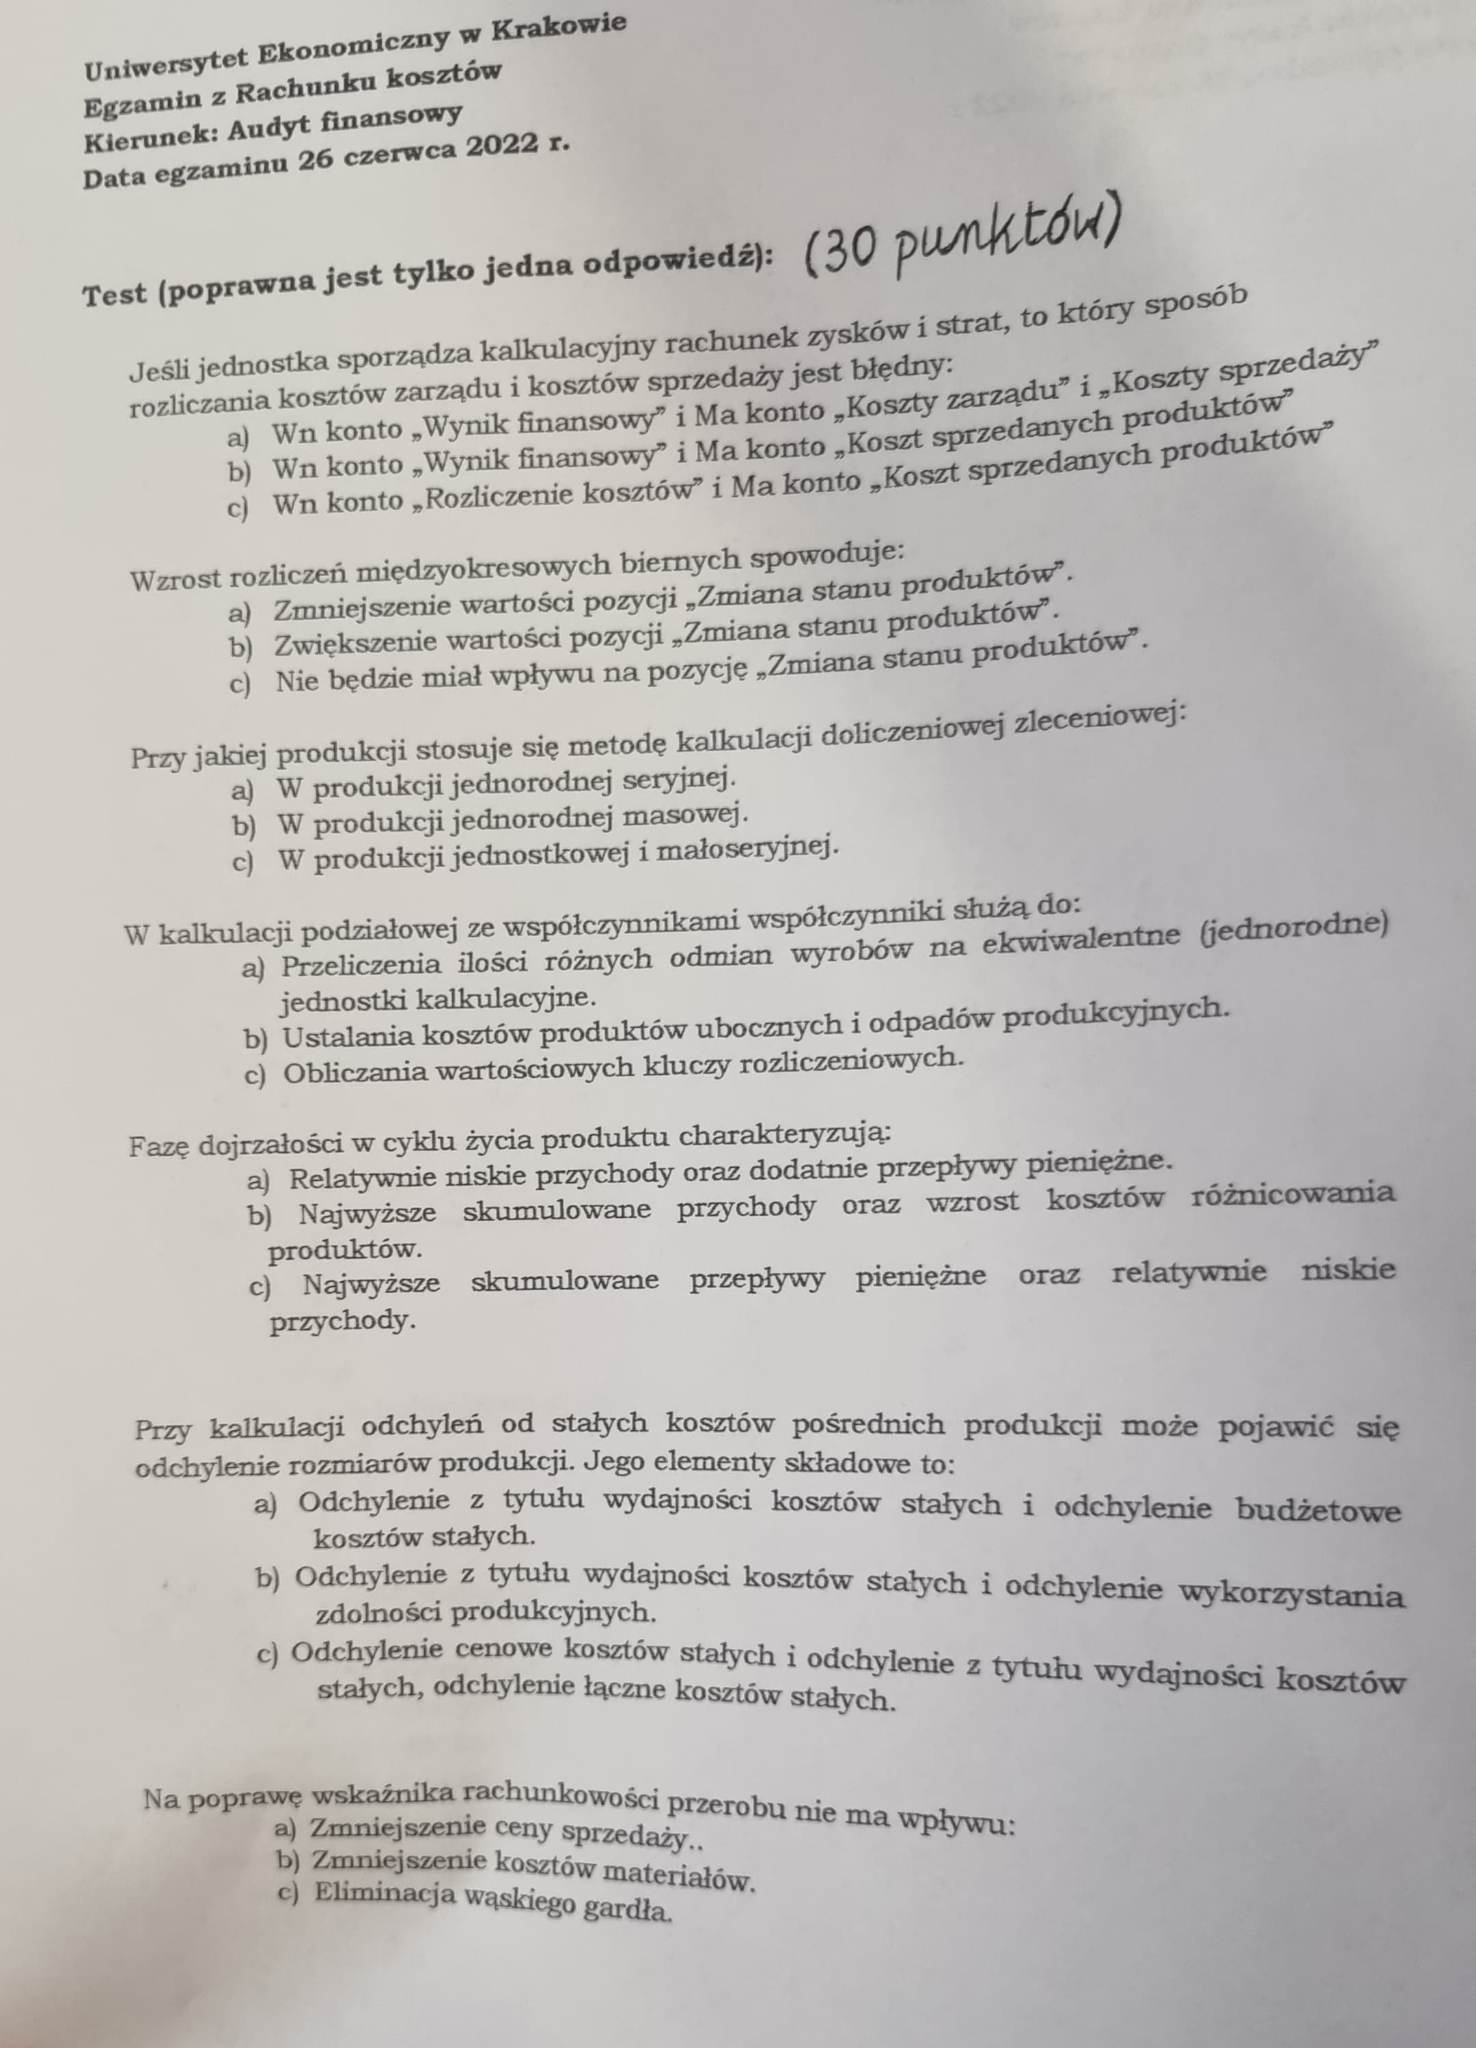 Uniwersytet Ekonomiczny w Krakowie
Egzamin z Rachunku kosztów
Kierunek: Audyt finansowy
Data egzaminu 26 czerwca 2022 r.
Test (poprawna jest tylko jedna odpowiedź): (30 punktów)
Jeśli jednostka sporządza kalkulacyjny rachunek zysków i strat, to który sposób
rozliczania kosztów zarządu i kosztów sprzedaży jest błędny:
a) Wn konto „Wynik finansowy” i Ma konto „Koszty zarządu” i „Koszty sprzedaży”
b) Wn konto „Wynik finansowy” i Ma konto „Koszt sprzedanych produktów”
c) Wn konto „Rozliczenie kosztów” i Ma konto „Koszt sprzedanych produktów”
Wzrost rozliczeń międzyokresowych biernych spowoduje:
a) Zmniejszenie wartości pozycji „Zmiana stanu produktów”.
b) Zwiększenie wartości pozycji „Zmiana stanu produktów”.
c) Nie będzie miał wpływu na pozycję „Zmiana stanu produktów”.
Przy jakiej produkcji stosuje się metodę kalkulacji doliczeniowej zleceniowej:
a) W produkcji jednorodnej seryjnej.
b) W produkcji jednorodnej masowej.
c) W produkcji jednostkowej i małoseryjnej.
W kalkulacji podziałowej ze współczynnikami współczynniki służą do:
a) Przeliczenia ilości różnych odmian wyrobów na ekwiwalentne (jednorodne)
jednostki kalkulacyjne.
b) Ustalania kosztów produktów ubocznych i odpadów produkcyjnych.
c) Obliczania wartościowych kluczy rozliczeniowych.
Fazę dojrzałości w cyklu życia produktu charakteryzują:
a) Relatywnie niskie przychody oraz dodatnie przepływy pieniężne.
b) Najwyższe skumulowane przychody oraz wzrost kosztów różnicowania
produktów.
c) Najwyższe skumulowane przepływy pieniężne oraz relatywnie niskie
przychody.
Przy kalkulacji odchyleń od stałych kosztów pośrednich produkcji może pojawić się
odchylenie rozmiarów produkcji. Jego elementy składowe to:
a) Odchylenie z tytułu wydajności kosztów stałych i odchylenie budżetowe
kosztów stałych.
b) Odchylenie z tytułu wydajności kosztów stałych i odchylenie wykorzystania
zdolności produkcyjnych.
c) Odchylenie cenowe kosztów stałych i odchylenie z tytułu wydajności kosztów
stałych, odchylenie łączne kosztów stałych.
Na poprawę wskaźnika rachunkowości przerobu nie ma wpływu:
a) Zmniejszenie ceny sprzedaży..
b) Zmniejszenie kosztów materiałów.
c) Eliminacja wąskiego gardła.